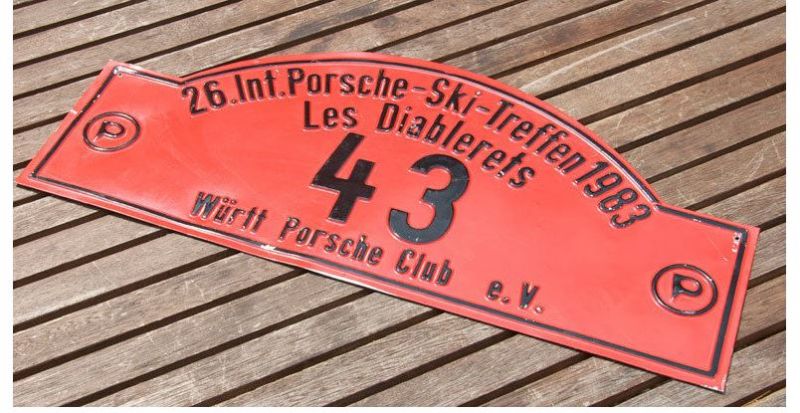 26.Int.Porsche-Ski-Treffen 1983
Les Diablerets
43
Württ Porsche Club e.V.
P
P